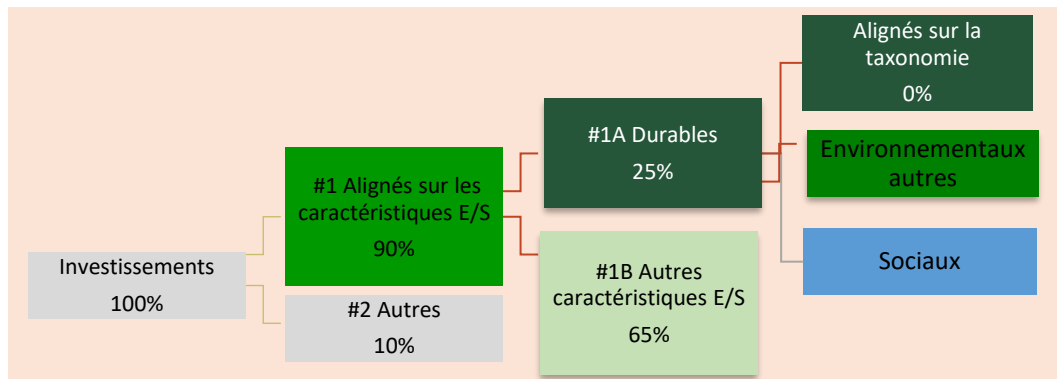 Investissements
100%
#1 Alignés sur les
caractéristiques E/S
90%
#2 Autres
10%
#1A Durables
25%
#1B Autres
caractéristiques E/S
65%
Alignés sur la
taxonomie
0%
Environnementaux
autres
Sociaux